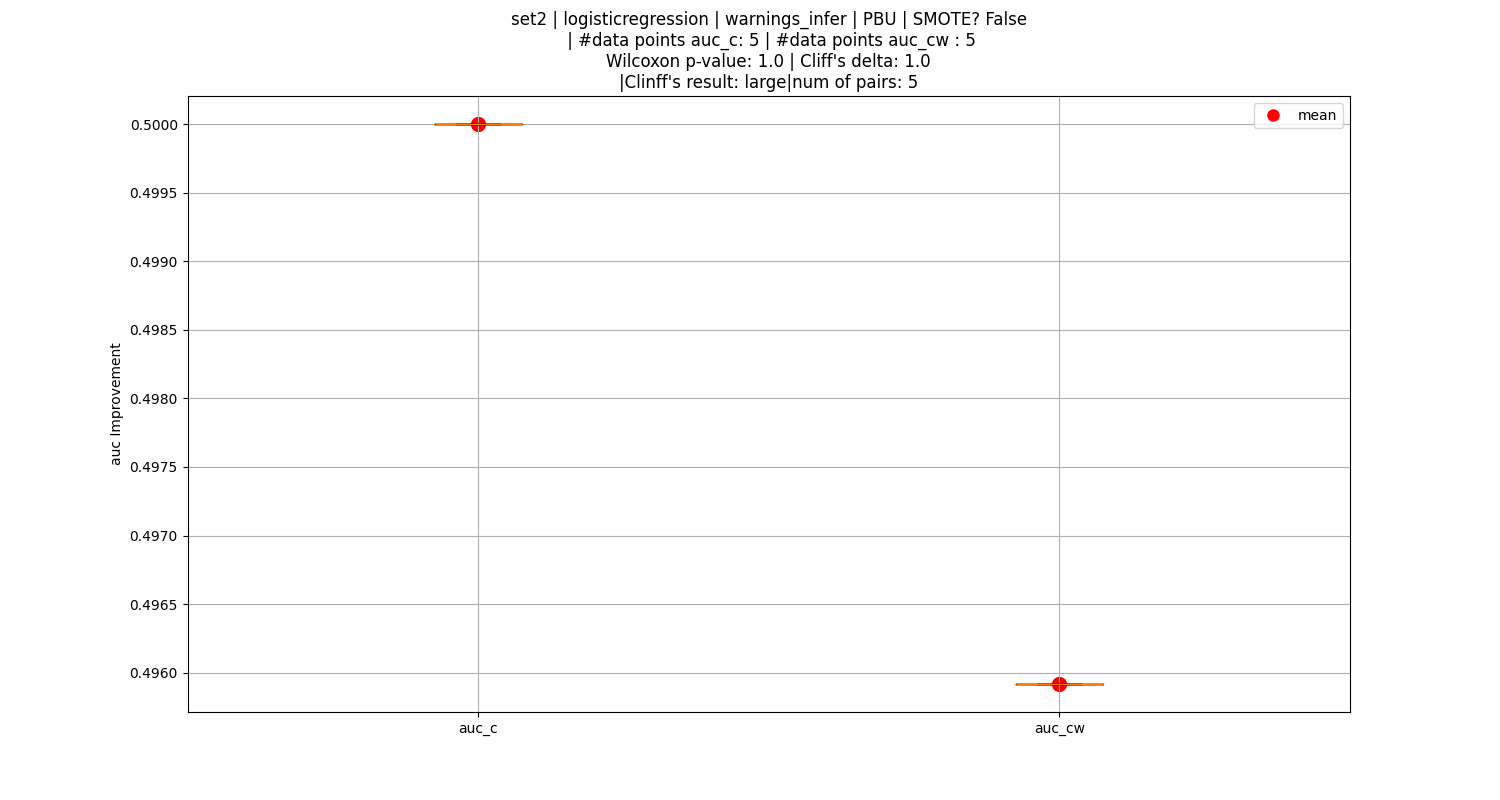 set2 | logisticregression | warnings_infer | PBU | SMOTE? False
| #data points auc_c: 5 | #data points auc_cw : 5
Wilcoxon p-value: 1.0 | Cliff's delta: 1.0
|Clinff's result: large|num of pairs: 5
mean
auc Improvement
0.5000
0.4995
0.4990
0.4985
0.4980
0.4975
0.4970
0.4965
0.4960
auc_c
auc_cw